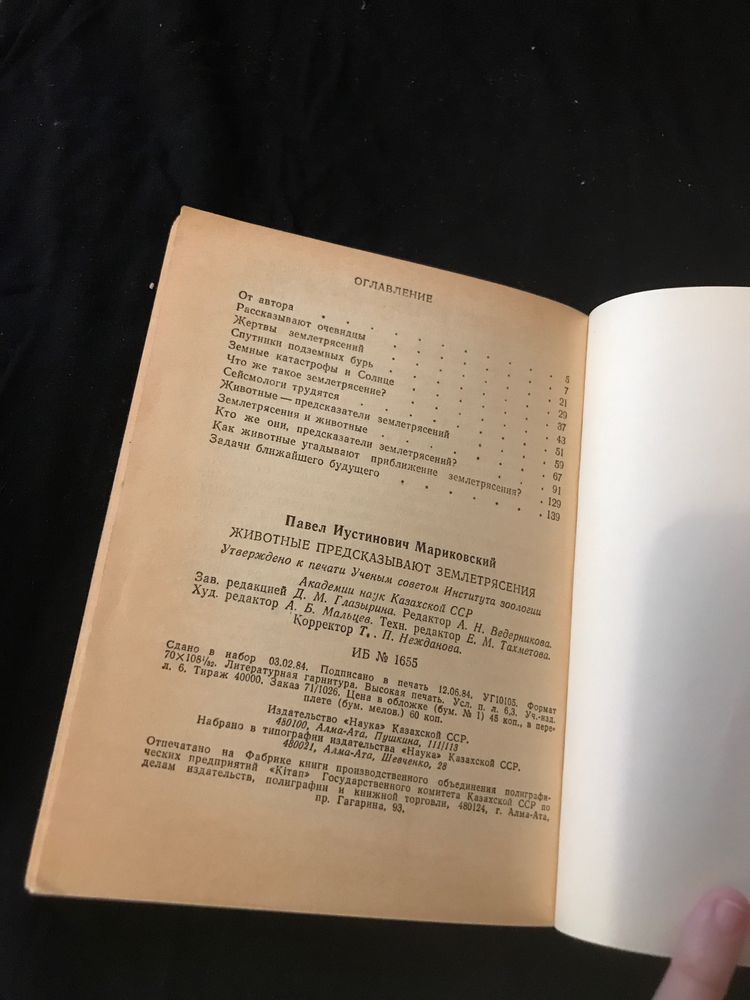 ОГЛАВЛЕНИЕ
От автора . . . . . . . 5
Рассказывают очевидцы . . . . . . 7
Жертвы землетрясений . . . . . . 21
Спутники подземных бурь . . . . . . 29
Земные катастрофы и Солнце . . . . . 37
Что же такое землетрясение? . . . . . 43
Сейсмологи трудятся . . . . . . 51
Животные — предсказатели землетрясений . . . 59
Землетрясения и животные . . . . . 67
Кто же они, предсказатели землетрясений? . . . 91
Как животные угадывают приближение землетрясения? . 129
Задачи ближайшего будущего . . . . . 139
Павел Иустинович Мариковский
ЖИВОТНЫЕ ПРЕДСКАЗЫВАЮТ ЗЕМЛЕТРЯСЕНИЯ
Утверждено к печати Ученым советом Института зоологии
Академии наук Казахской ССР
Зав. редакцией Д. М. Глазырина. Редактор А. Н. Ведерникова.
Худ. редактор А. Б. Мальцев. Техн. редактор Е. М. Тахметова.
Корректор Т. П. Нежданова.
ИБ № 1655
Сдано в набор 03.02.84. Подписано в печать 12.06.84. УГ10105. Формат
70×108¹/₃₂. Литературная гарнитура. Высокая печать. Усл. п. л. 6,3. Уч.-изд.
л. 6. Тираж 40000. Заказ 71/1026. Цена в обложке (бум. № 1) 45 коп., в пере-
плете (бум. мелов.) 60 коп.
Издательство «Наука» Казахской ССР.
480100, Алма-Ата, Пушкина, 111/113
Набрано в типографии издательства «Наука» Казахской ССР.
480021, Алма-Ата, Шевченко, 28
Отпечатано на Фабрике книги производственного объединения полиграфи-
ческих предприятий «Кітап» Государственного комитета Казахской ССР по
делам издательств, полиграфии и книжной торговли, 480124, г. Алма-Ата,
пр. Гагарина, 93.